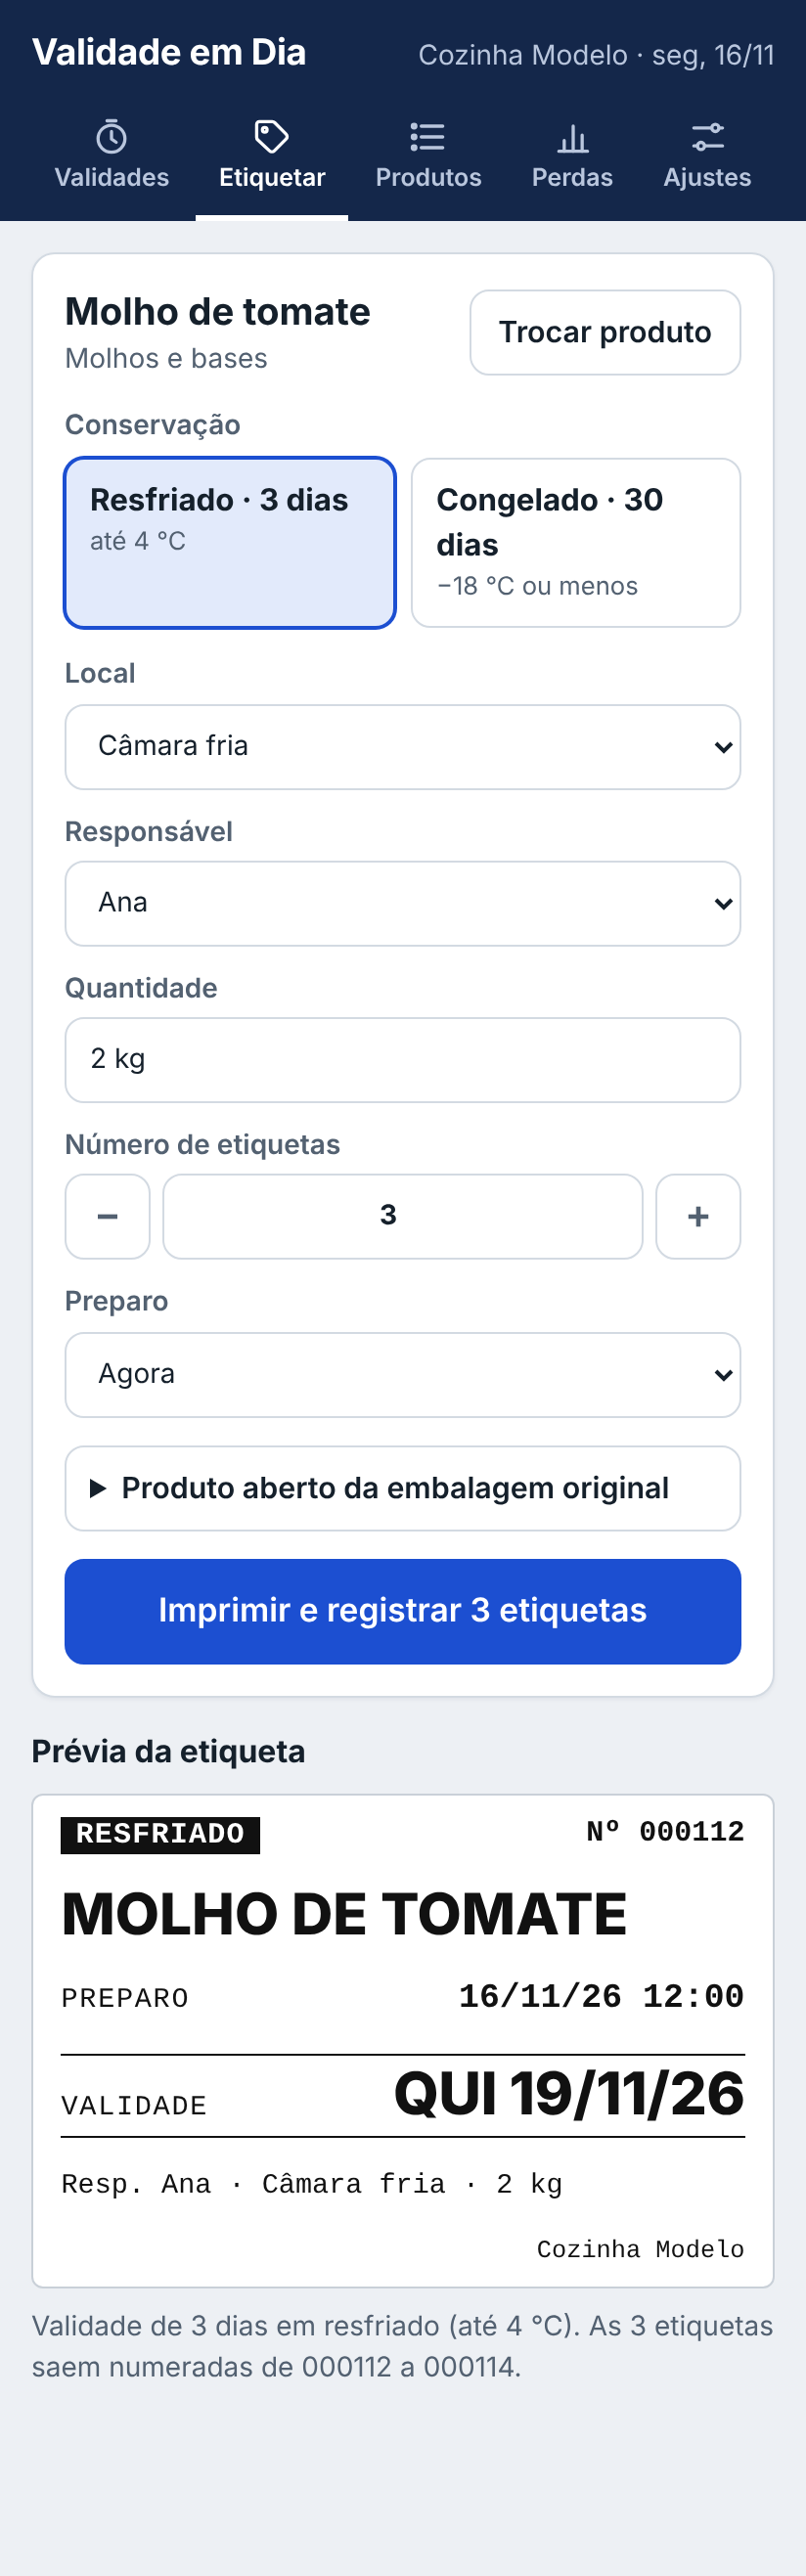 Validade em Dia
Cozinha Modelo · seg, 16/11
Validades
Etiquetar
Produtos
Perdas
Ajustes
Molho de tomate
Molhos e bases
Trocar produto
Conservação
Resfriado · 3 dias
até 4 °C
Congelado · 30
dias
−18 °C ou menos
Local
Câmara fria
Responsável
Ana
Quantidade
2 kg
Número de etiquetas
−
3
+
Preparo
Agora
Produto aberto da embalagem original
Imprimir e registrar 3 etiquetas
Prévia da etiqueta
RESFRIADO
Nº 000112
MOLHO DE TOMATE
PREPARO
16/11/26 12:00
VALIDADE
QUI 19/11/26
Resp. Ana · Câmara fria · 2 kg
Cozinha Modelo
Validade de 3 dias em resfriado (até 4 °C). As 3 etiquetas
saem numeradas de 000112 a 000114.